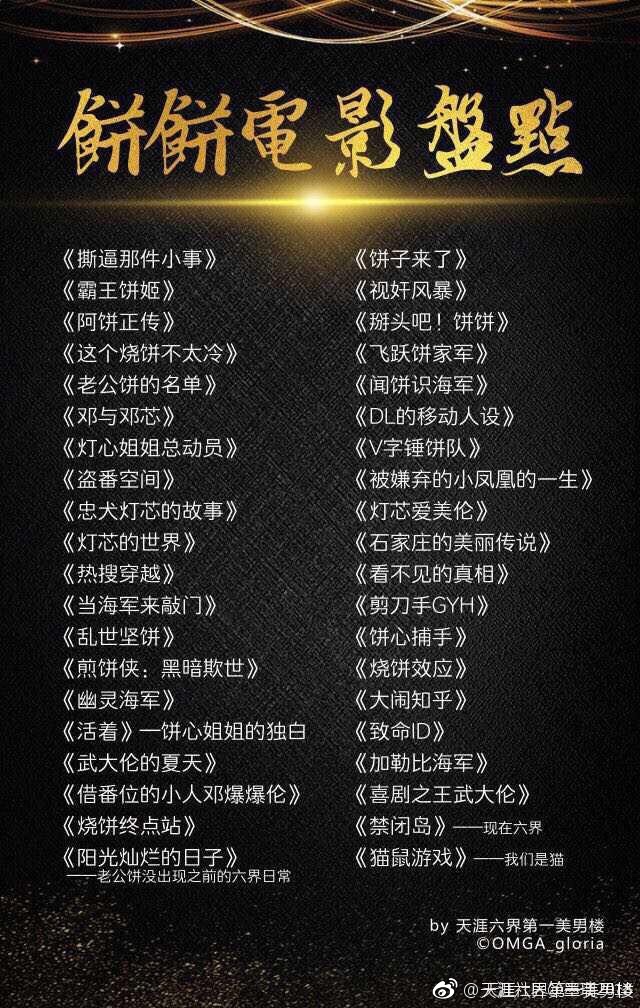 餅餅電影盤點
《撕逼那件小事》
《霸王饼姬》
《阿饼正传》
《这个烧饼不太冷》
《老公饼的名单》
《邓与邓芯》
《灯心姐姐总动员》
《盗番空间》
《忠犬灯芯的故事》
《灯芯的世界》
《热搜穿越》
《当海军来敲门》
《乱世坚饼》
《煎饼侠：黑暗欺世》
《幽灵海军》
《活着》—饼心姐姐的独白
《武大伦的夏天》
《借番位的小人邓爆爆伦》
《烧饼终点站》
《阳光灿烂的日子》
——老公饼没出现之前的六界日常
《饼子来了》
《视奸风暴》
《掰头吧！饼饼》
《飞跃饼家军》
《闻饼识海军》
《DL的移动人设》
《V字锤饼队》
《被嫌弃的小凤凰的一生》
《灯芯爱美伦》
《石家庄的美丽传说》
《看不见的真相》
《剪刀手GYH》
《饼心捕手》
《烧饼效应》
《大闹知乎》
《致命ID》
《加勒比海军》
《喜剧之王武大伦》
《禁闭岛》——现在六界
《猫鼠游戏》——我们是猫
by 天涯六界第一美男楼
©OMGA_gloria